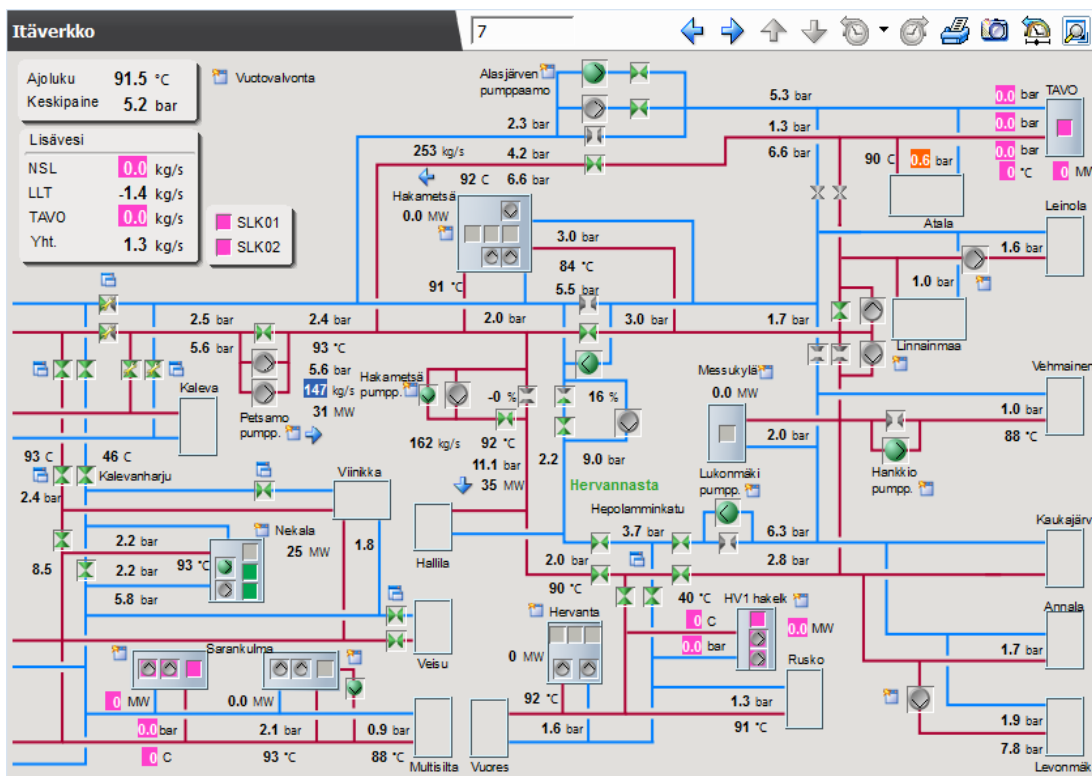 Itäverkko
7
Ajoluku 91.5 °C
Keskipaine 5.2 bar
Vuotovalvonta
Lisävesi
NSL 0.0 kg/s
LLT -1.4 kg/s
TAVO 0.0 kg/s
Yht. 1.3 kg/s
SLK01
SLK02
Alasjärven
pumppaamo
2.3 bar
253 kg/s
4.2 bar
92 C
6.6 bar
5.3 bar
1.3 bar
6.6 bar
0.0 bar
TAVO
0.0 bar
0.0 bar
0 °C
0 MW
90 C
0.6 bar
Atala
Leinola
1.6 bar
1.0 bar
Linnainmaa
Hakametsä
0.0 MW
3.0 bar
84 °C
5.5 bar
91 °C
2.5 bar
2.4 bar
2.0 bar
3.0 bar
1.7 bar
5.6 bar
93 °C
5.6 bar
147 kg/s
31 MW
Petsamo
pumpp.
Kaleva
Hakametsä
pumpp.
-0 %
16 %
162 kg/s
92 °C
11.1 bar
35 MW
2.2
9.0 bar
Messukylä
0.0 MW
2.0 bar
Vehmainen
1.0 bar
88 °C
Hankkio
pumpp.
93 C
46 C
Kalevanharju
2.4 bar
Viinikka
Hervannasta
Lukonmäki
pumpp.
Hepolamminkatu
3.7 bar
6.3 bar
Kaukajärv
2.2 bar
Nekala
25 MW
93 °C
2.2 bar
5.8 bar
8.5
1.8
Hallila
2.0 bar
90 °C
2.8 bar
40 °C
HV1 hakelk
0 C
0.0 bar
0.0 MW
Annala
1.7 bar
Hervanta
0 MW
Veisu
Rusko
Sarankulma
0 MW
0.0 MW
0.0 bar
2.1 bar
0.9 bar
0 C
93 °C
88 °C
Multisilta
92 °C
1.6 bar
Vuores
1.3 bar
91 °C
1.9 bar
7.8 bar
Levonmäk